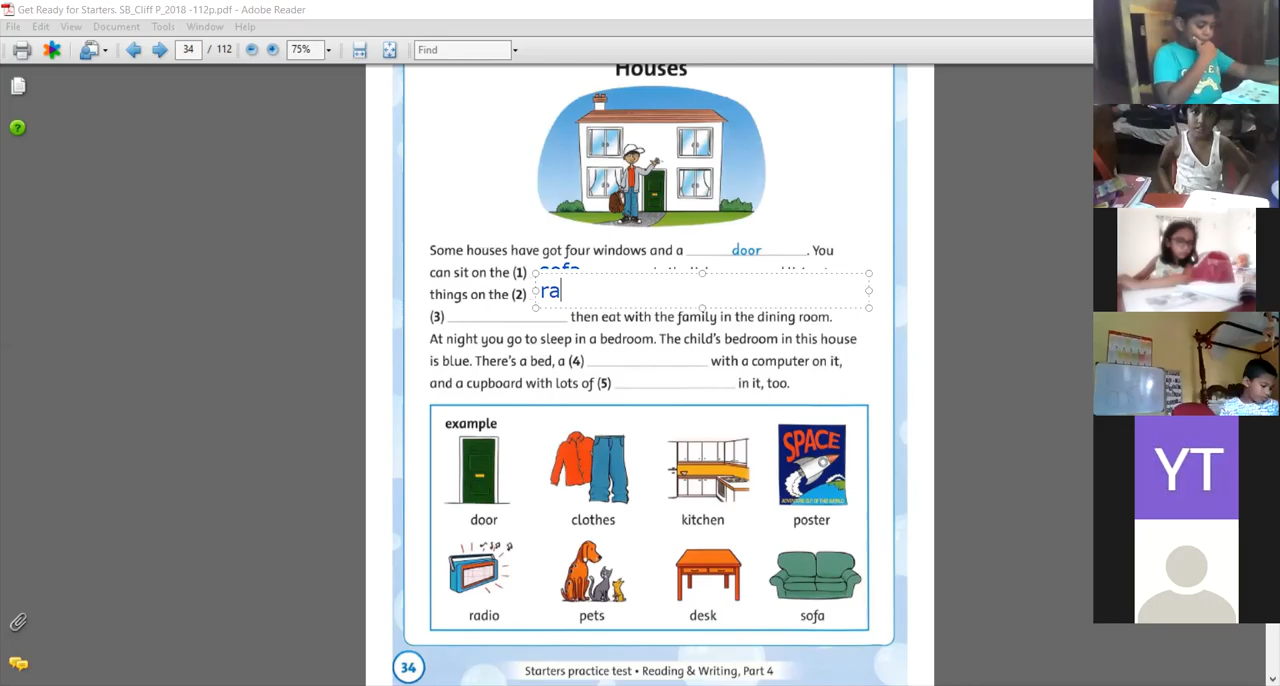 Get Ready for Starters. SB_Cliff P_2018 -112p.pdf - Adobe Reader
File Edit View Document Tools Window Help
34 / 112 75% Find
Houses
Some houses have got four windows and a door. You
can sit on the (1) sofa
things on the (2) ra
(3) then eat with the family in the dining room.
At night you go to sleep in a bedroom. The child's bedroom in this house
is blue. There's a bed, a (4) with a computer on it,
and a cupboard with lots of (5) in it, too.
example
SPACE
door clothes kitchen poster
radio pets desk sofa
34 Starters practice test • Reading & Writing, Part 4
YT